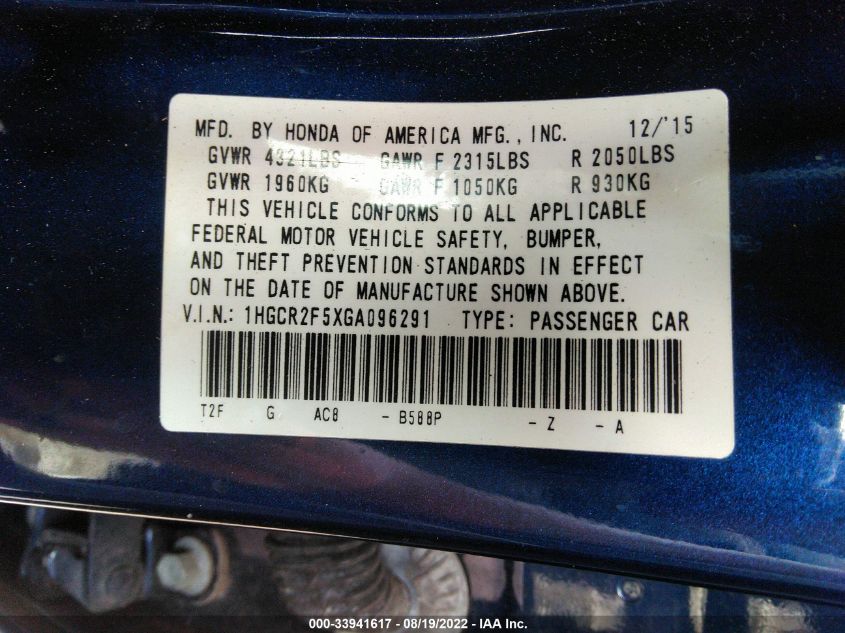 MFD. BY HONDA OF AMERICA MFG., INC. 12/'15
GVWR 4321LBS GAWR F 2315LBS R 2050LBS
GVWR 1960KG GAWR F 1050KG R 930KG
THIS VEHICLE CONFORMS TO ALL APPLICABLE
FEDERAL MOTOR VEHICLE SAFETY, BUMPER,
AND THEFT PREVENTION STANDARDS IN EFFECT
ON THE DATE OF MANUFACTURE SHOWN ABOVE.
V.I.N.: 1HGCR2F5XGA096291 TYPE: PASSENGER CAR
T2F G AC8 - B588P - Z - A
000-33941617 - 08/19/2022 - IAA Inc.